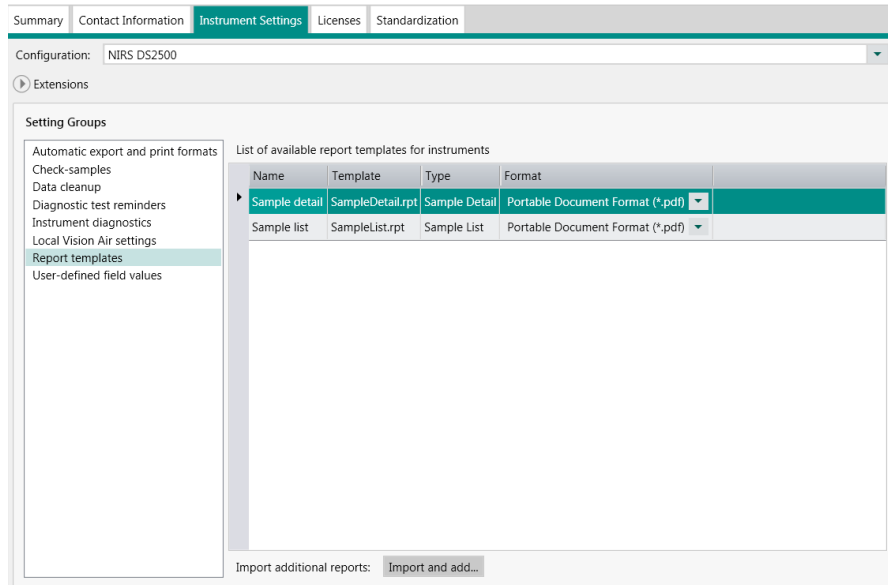 Summary Contact Information Instrument Settings Licenses Standardization
Configuration: NIRS DS2500
Extensions
Setting Groups
Automatic export and print formats
Check-samples
Data cleanup
Diagnostic test reminders
Instrument diagnostics
Local Vision Air settings
Report templates
User-defined field values
List of available report templates for instruments
Name Template Type Format
Sample detail SampleDetail.rpt Sample Detail Portable Document Format (*.pdf)
Sample list SampleList.rpt Sample List Portable Document Format (*.pdf)
Import additional reports: Import and add...